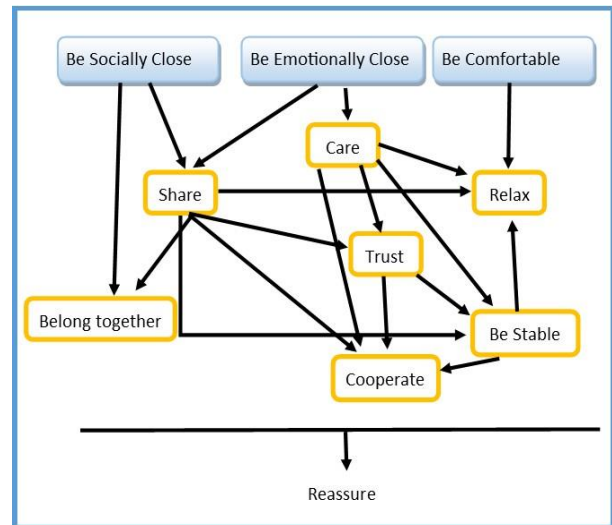 Be Socially Close
Be Emotionally Close
Be Comfortable
Care
Share
Relax
Trust
Belong together
Be Stable
Cooperate
Reassure